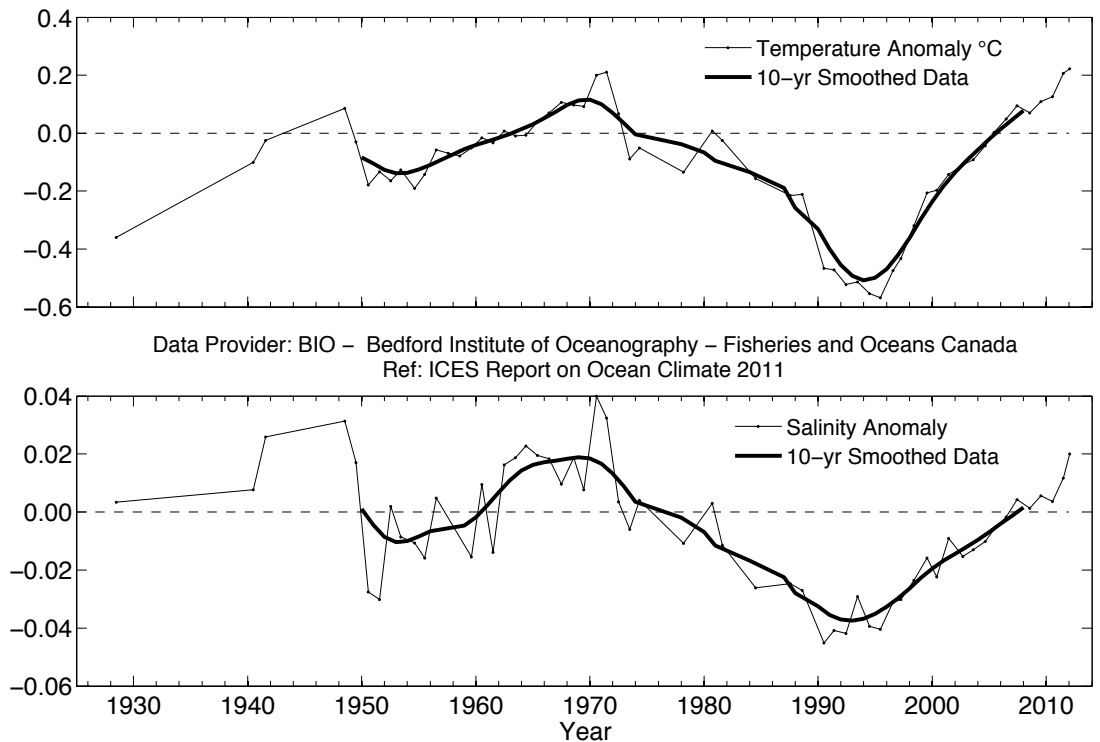 0.4
0.2
0.0
−0.2
−0.4
−0.6
Temperature Anomaly °C
10−yr Smoothed Data
Data Provider: BIO − Bedford Institute of Oceanography − Fisheries and Oceans Canada
Ref: ICES Report on Ocean Climate 2011
0.04
0.02
0.00
−0.02
−0.04
−0.06
Salinity Anomaly
10−yr Smoothed Data
1930 1940 1950 1960 1970 1980 1990 2000 2010
Year